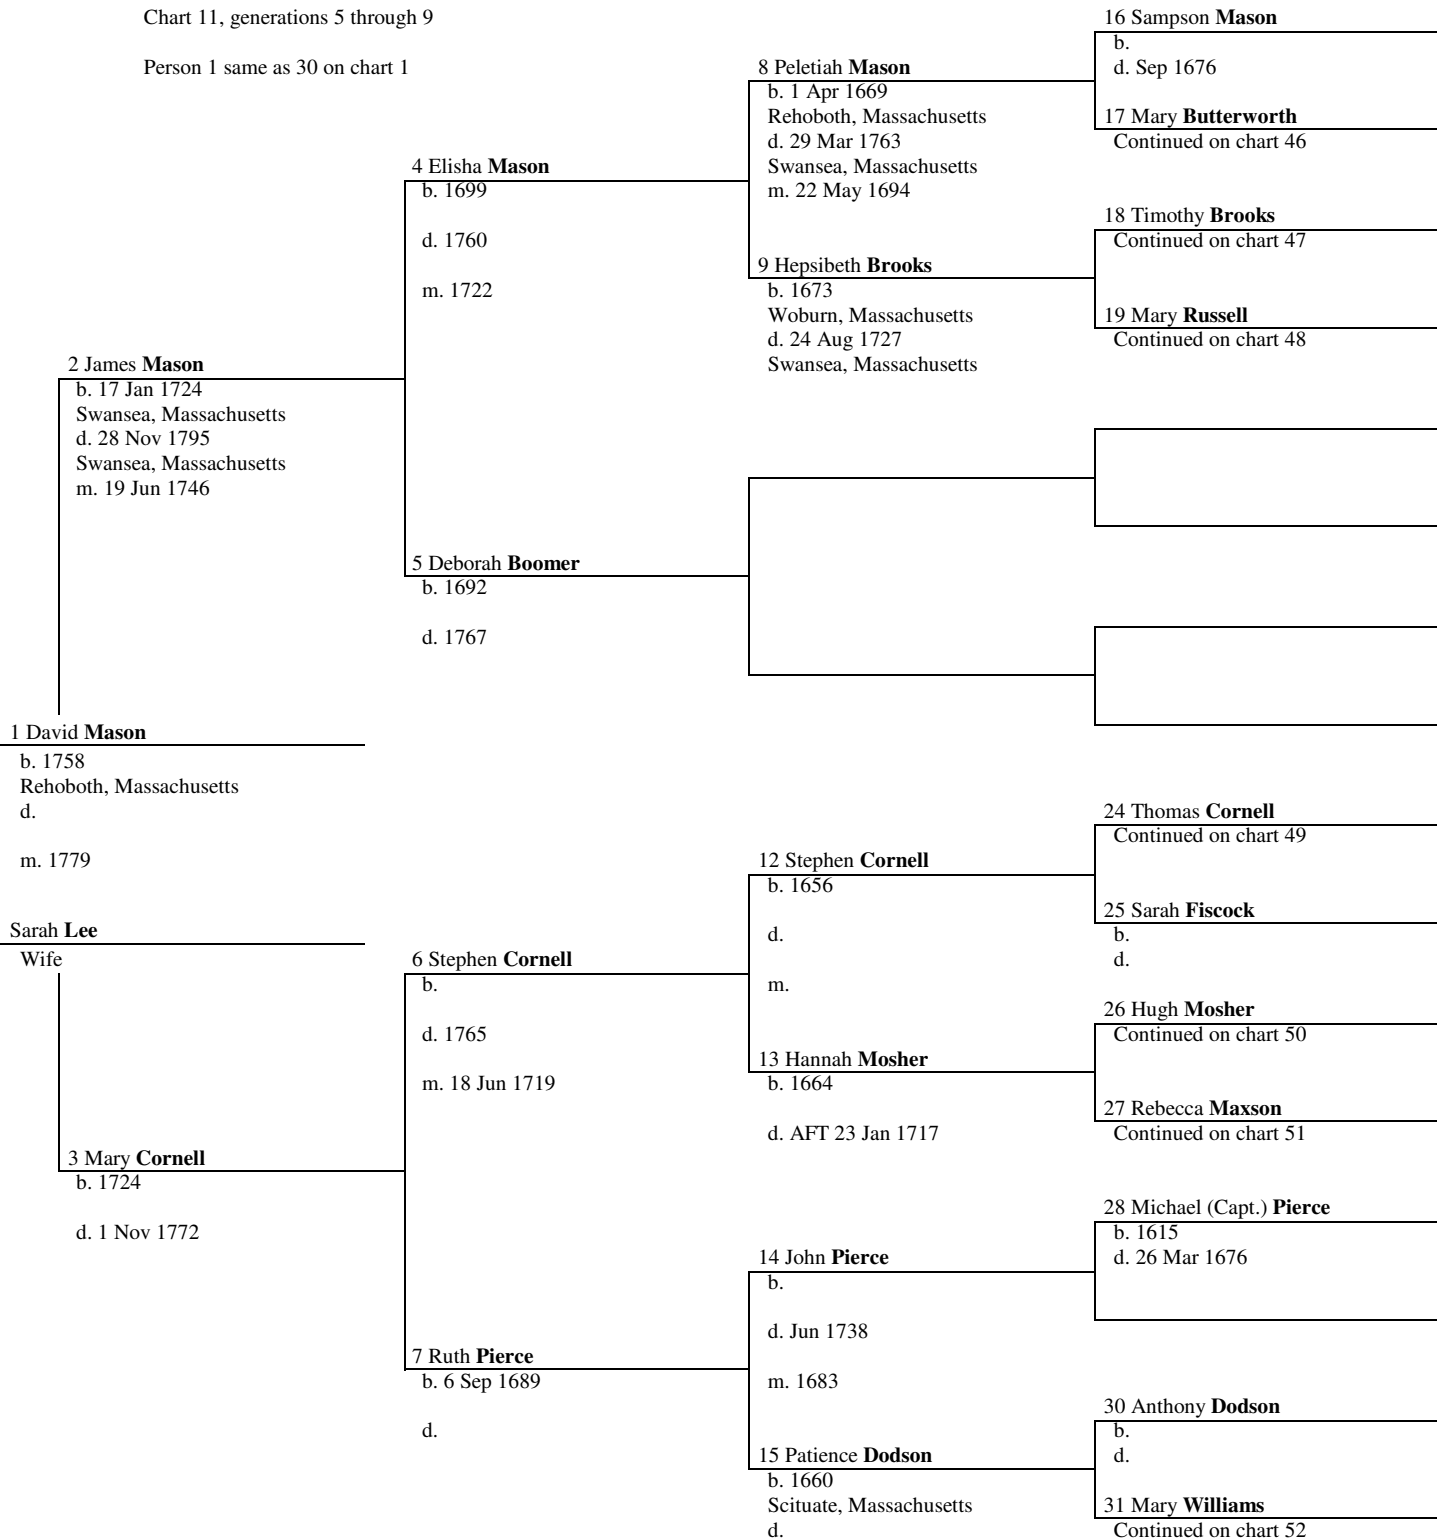 Chart 11, generations 5 through 9
Person 1 same as 30 on chart 1
1 David Mason
b. 1758
Rehoboth, Massachusetts
d.
m. 1779
Sarah Lee
Wife
2 James Mason
b. 17 Jan 1724
Swansea, Massachusetts
d. 28 Nov 1795
Swansea, Massachusetts
m. 19 Jun 1746
3 Mary Cornell
b. 1724
d. 1 Nov 1772
4 Elisha Mason
b. 1699
d. 1760
m. 1722
5 Deborah Boomer
b. 1692
d. 1767
6 Stephen Cornell
b.
d. 1765
m. 18 Jun 1719
7 Ruth Pierce
b. 6 Sep 1689
d.
8 Peletiah Mason
b. 1 Apr 1669
Rehoboth, Massachusetts
d. 29 Mar 1763
Swansea, Massachusetts
m. 22 May 1694
9 Hepsibeth Brooks
b. 1673
Woburn, Massachusetts
d. 24 Aug 1727
Swansea, Massachusetts
12 Stephen Cornell
b. 1656
d.
m.
13 Hannah Mosher
b. 1664
d. AFT 23 Jan 1717
14 John Pierce
b.
d. Jun 1738
m. 1683
15 Patience Dodson
b. 1660
Scituate, Massachusetts
d.
16 Sampson Mason
b.
d. Sep 1676
17 Mary Butterworth
Continued on chart 46
18 Timothy Brooks
Continued on chart 47
19 Mary Russell
Continued on chart 48
24 Thomas Cornell
Continued on chart 49
25 Sarah Fiscock
b.
d.
26 Hugh Mosher
Continued on chart 50
27 Rebecca Maxson
Continued on chart 51
28 Michael (Capt.) Pierce
b. 1615
d. 26 Mar 1676
30 Anthony Dodson
b.
d.
31 Mary Williams
Continued on chart 52